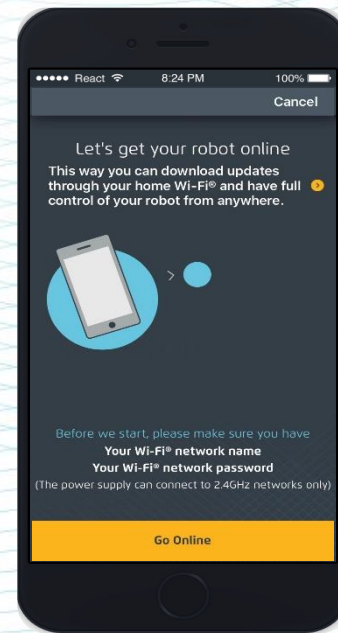 React 8:24 PM 100%
Cancel
Let's get your robot online
This way you can download updates
through your home Wi-Fi® and have full
control of your robot from anywhere.
Before we start, please make sure you have
Your Wi-Fi® network name
Your Wi-Fi® network password
(The power supply can connect to 2.4GHz networks only)
Go Online